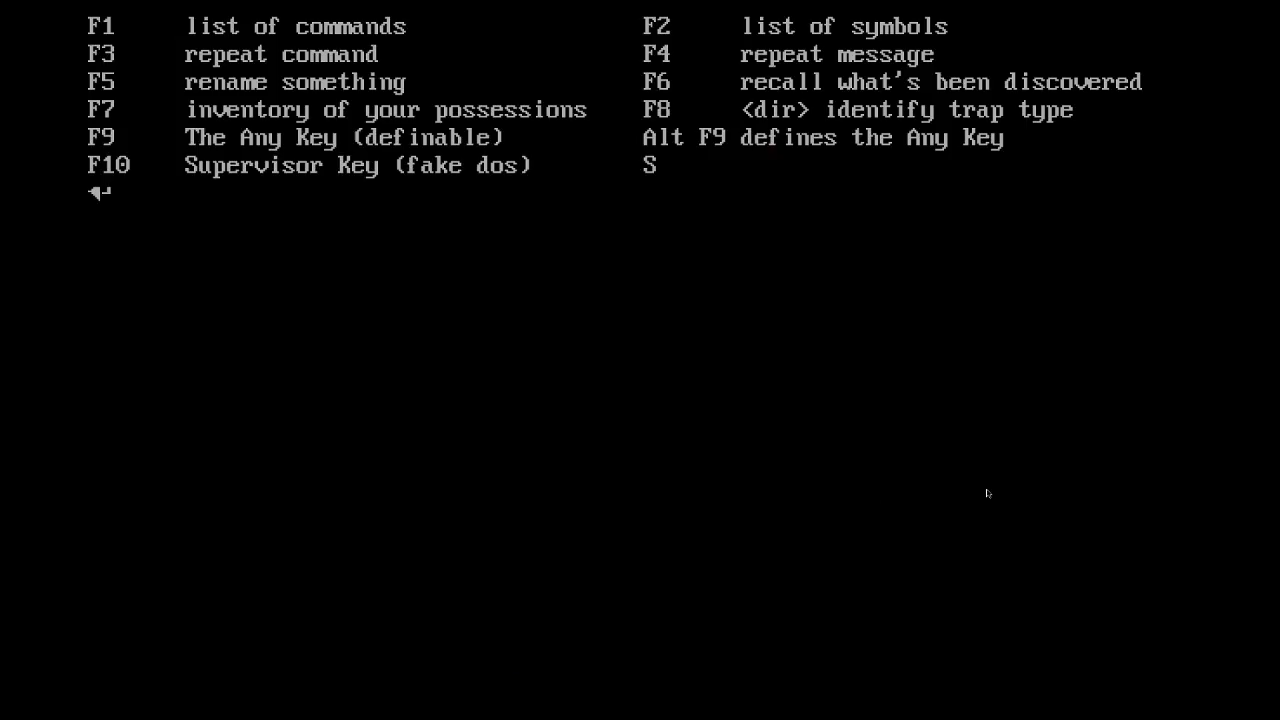 F1 list of commands F2 list of symbols
F3 repeat command F4 repeat message
F5 rename something F6 recall what's been discovered
F7 inventory of your possessions F8 <dir> identify trap type
F9 The Any Key (definable) Alt F9 defines the Any Key
F10 Supervisor Key (fake dos) S